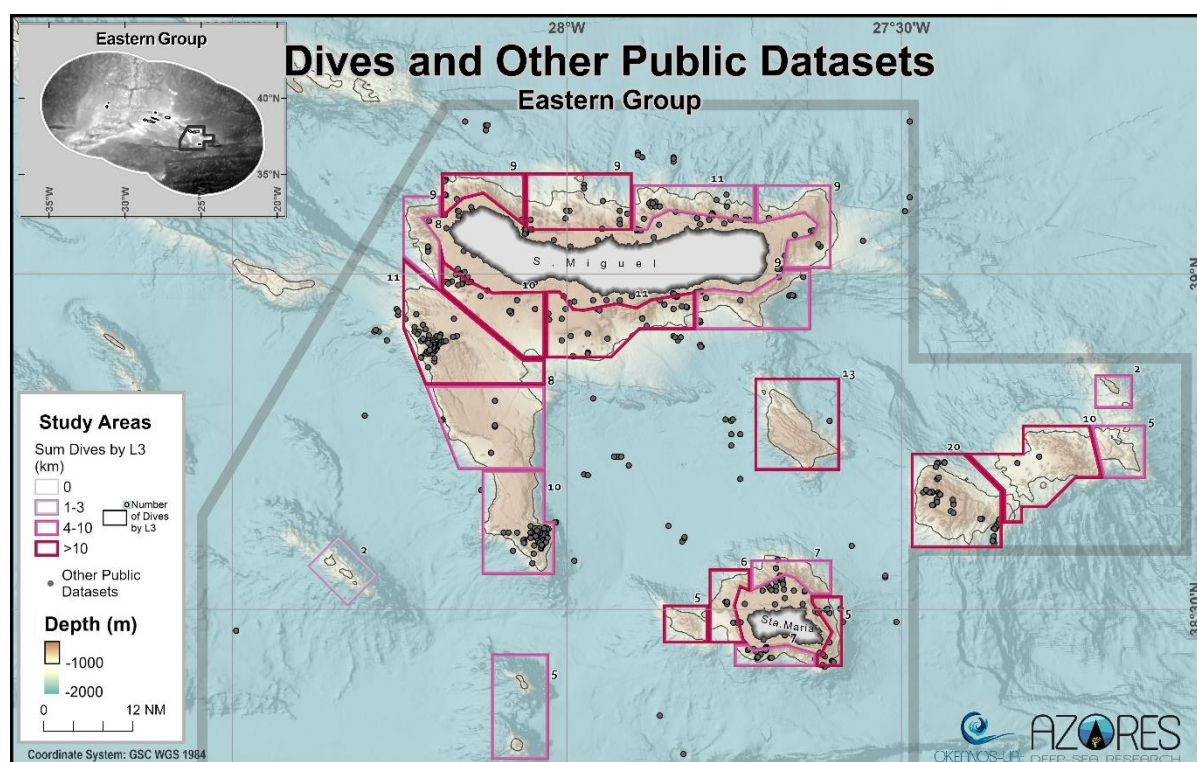 Eastern Group
40°N
35°N
35°W
30°W
25°W
20°W
28°W
27°30'W
Dives and Other Public Datasets
Eastern Group
9
9
11
9
9
8
S. Miguel
38°N
9
11
10
11
8
13
2
10
5
20
10
2
6
7
5
5
Sta. Maria
7
5
Study Areas
Sum Dives by L3
(km)
0
1-3
4-10
>10
Number
of Dives
by L3
Other Public
Datasets
Depth (m)
-1000
-2000
0
12 NM
Coordinate System: GSC WGS 1984
OKEANOS-UAc
AZORES
DEEP-SEA RESEARCH